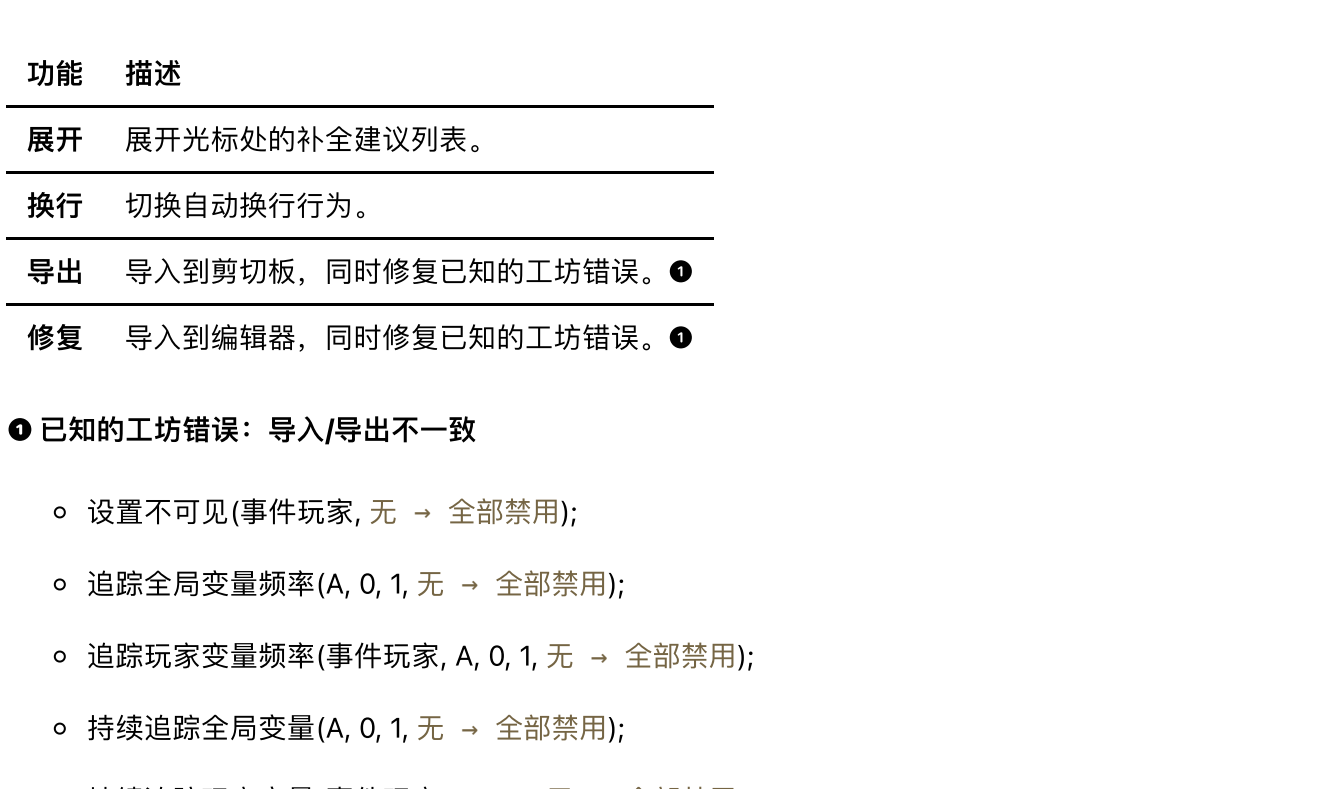 功能 描述
展开 展开光标处的补全建议列表。
换行 切换自动换行行为。
导出 导入到剪切板，同时修复已知的工坊错误。❶
修复 导入到编辑器，同时修复已知的工坊错误。❶
❶ 已知的工坊错误：导入/导出不一致
设置不可见(事件玩家, 无 → 全部禁用);
追踪全局变量频率(A, 0, 1, 无 → 全部禁用);
追踪玩家变量频率(事件玩家, A, 0, 1, 无 → 全部禁用);
持续追踪全局变量(A, 0, 1, 无 → 全部禁用);